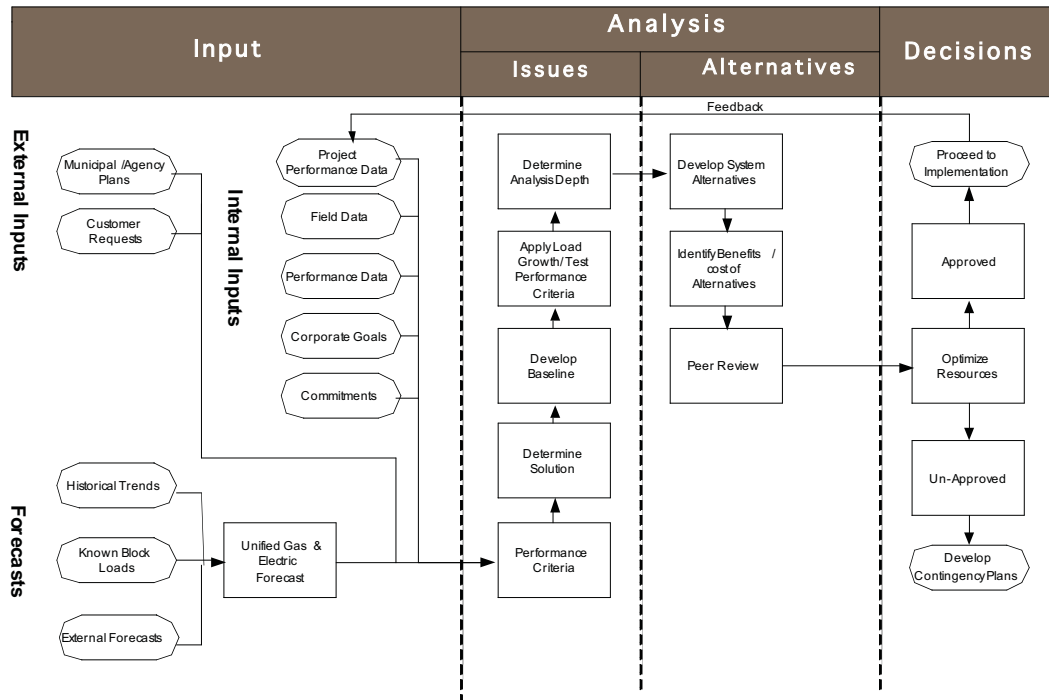 Input
Analysis
Issues
Alternatives
Decisions
Feedback
External Inputs
Municipal /Agency
Plans
Customer
Requests
Internal Inputs
Project
Performance Data
Field Data
Performance Data
Corporate Goals
Commitments
Forecasts
Historical Trends
Known Block
Loads
External Forecasts
Unified Gas &
Electric
Forecast
Determine
Analysis Depth
Apply Load
Growth/ Test
Performance
Criteria
Develop
Baseline
Determine
Solution
Performance
Criteria
Develop System
Alternatives
Identify Benefits /
cost of
Alternatives
Peer Review
Proceed to
Implementation
Approved
Optimize
Resources
Un-Approved
Develop
Contingency Plans